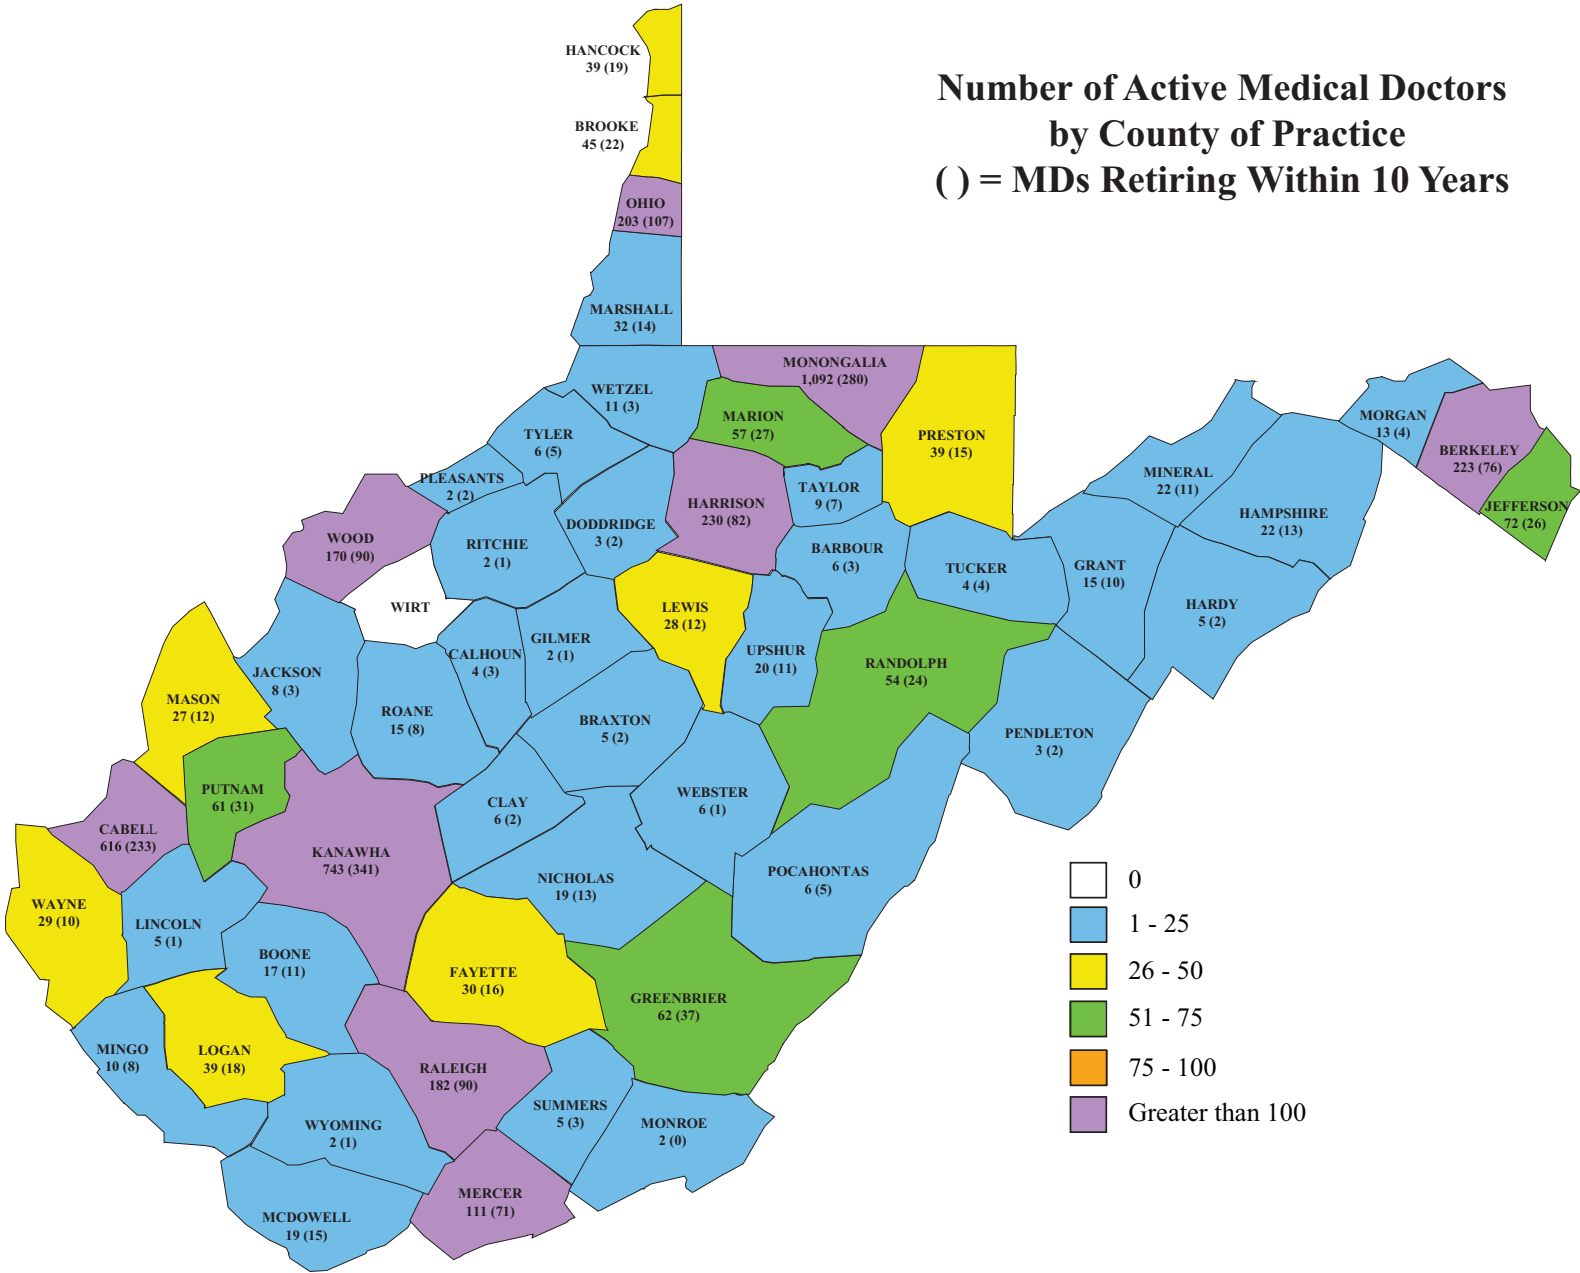 Number of Active Medical Doctors
by County of Practice
( ) = MDs Retiring Within 10 Years
HANCOCK
39 (19)
BROOKE
45 (22)
OHIO
203 (107)
MARSHALL
32 (14)
WETZEL
11 (3)
MONONGALIA
1,092 (280)
MARION
57 (27)
PRESTON
39 (15)
TYLER
6 (5)
PLEASANTS
2 (2)
WOOD
170 (90)
RITCHIE
2 (1)
DODDRIDGE
3 (2)
HARRISON
230 (82)
TAYLOR
9 (7)
BARBOUR
6 (3)
TUCKER
4 (4)
GRANT
15 (10)
MINERAL
22 (11)
HAMPSHIRE
22 (13)
HARDY
5 (2)
MORGAN
13 (4)
BERKELEY
223 (76)
JEFFERSON
72 (26)
WIRT
CALHOUN
4 (3)
GILMER
2 (1)
LEWIS
28 (12)
UPSHUR
20 (11)
RANDOLPH
54 (24)
PENDLETON
3 (2)
JACKSON
8 (3)
MASON
27 (12)
ROANE
15 (8)
BRAXTON
5 (2)
WEBSTER
6 (1)
PUTNAM
61 (31)
CABELL
616 (233)
KANAWHA
743 (341)
CLAY
6 (2)
NICHOLAS
19 (13)
POCAHONTAS
6 (5)
WAYNE
29 (10)
LINCOLN
5 (1)
BOONE
17 (11)
FAYETTE
30 (16)
GREENBRIER
62 (37)
MINGO
10 (8)
LOGAN
39 (18)
RALEIGH
182 (90)
SUMMERS
5 (3)
MONROE
2 (0)
WYOMING
2 (1)
MCDOWELL
19 (15)
MERCER
111 (71)
0
1 - 25
26 - 50
51 - 75
75 - 100
Greater than 100